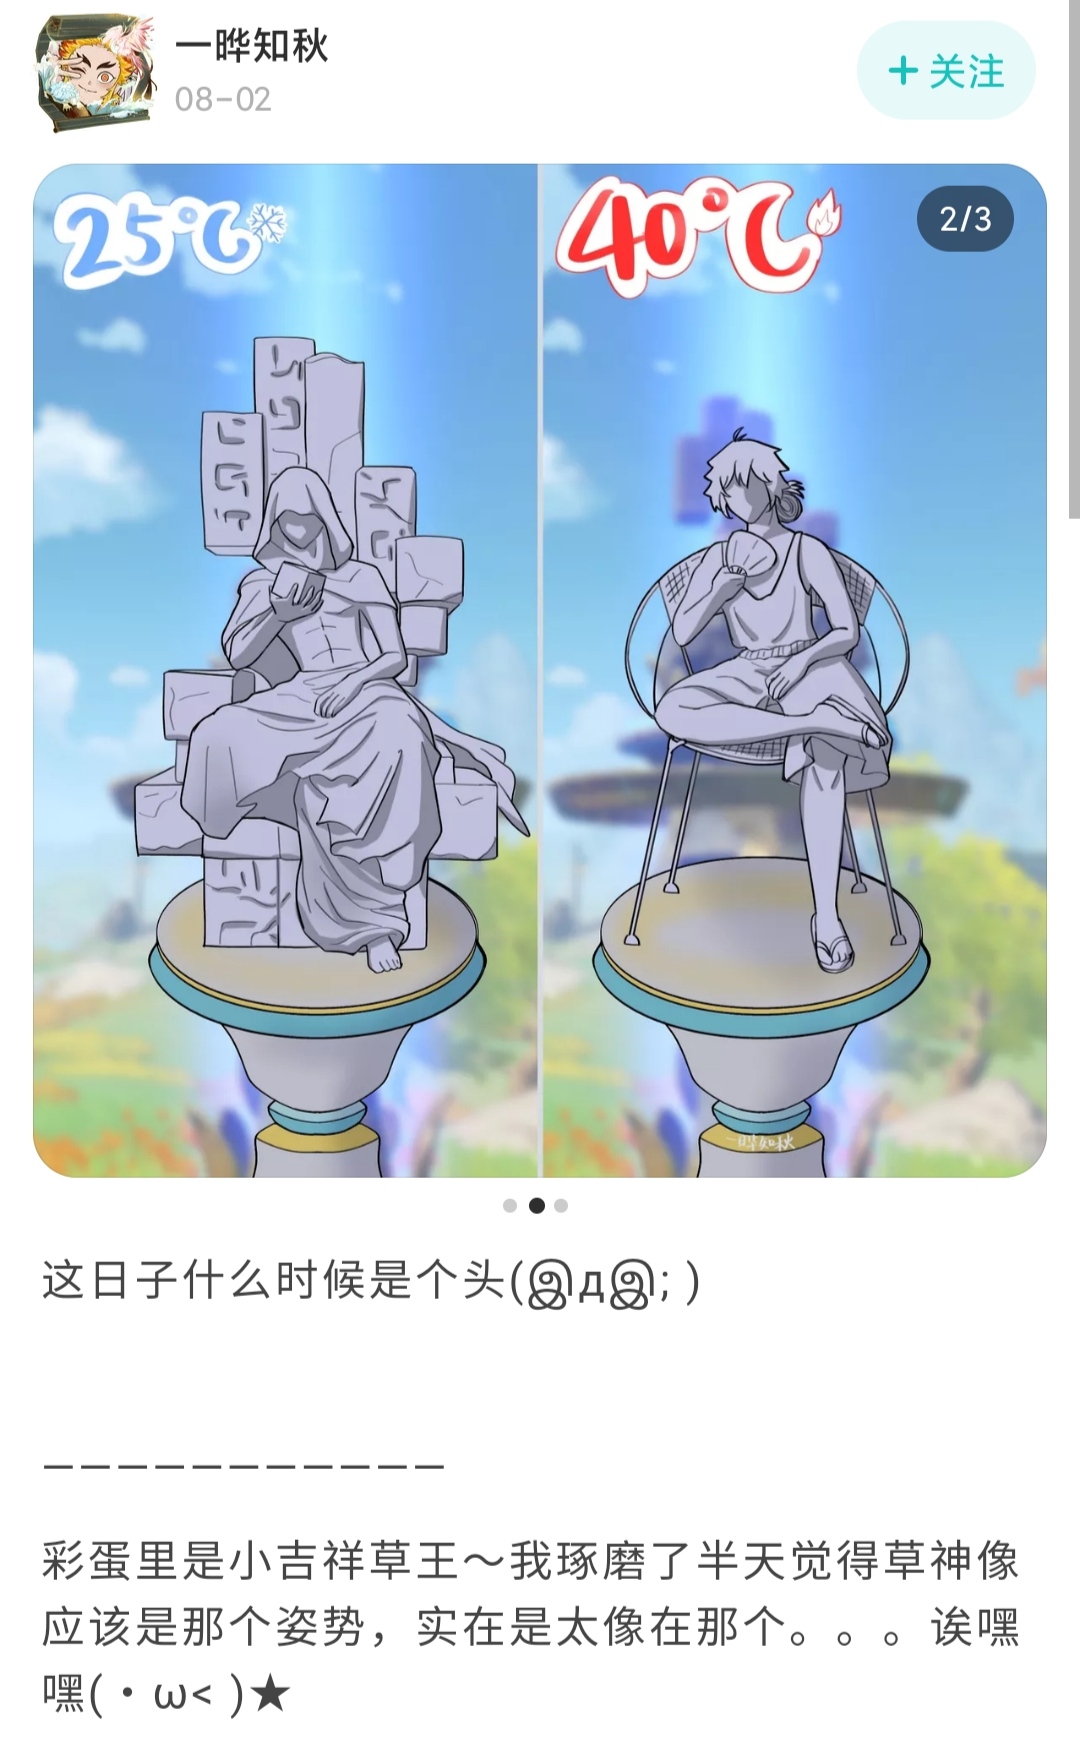 一晔知秋
08-02
+ 关注
25℃
40℃
2/3
一晔知秋
这日子什么时候是个头(இдஇ; )
———————————
彩蛋里是小吉祥草王～我琢磨了半天觉得草神像
应该是那个姿势，实在是太像在那个。。。诶嘿
嘿(・ω< )★